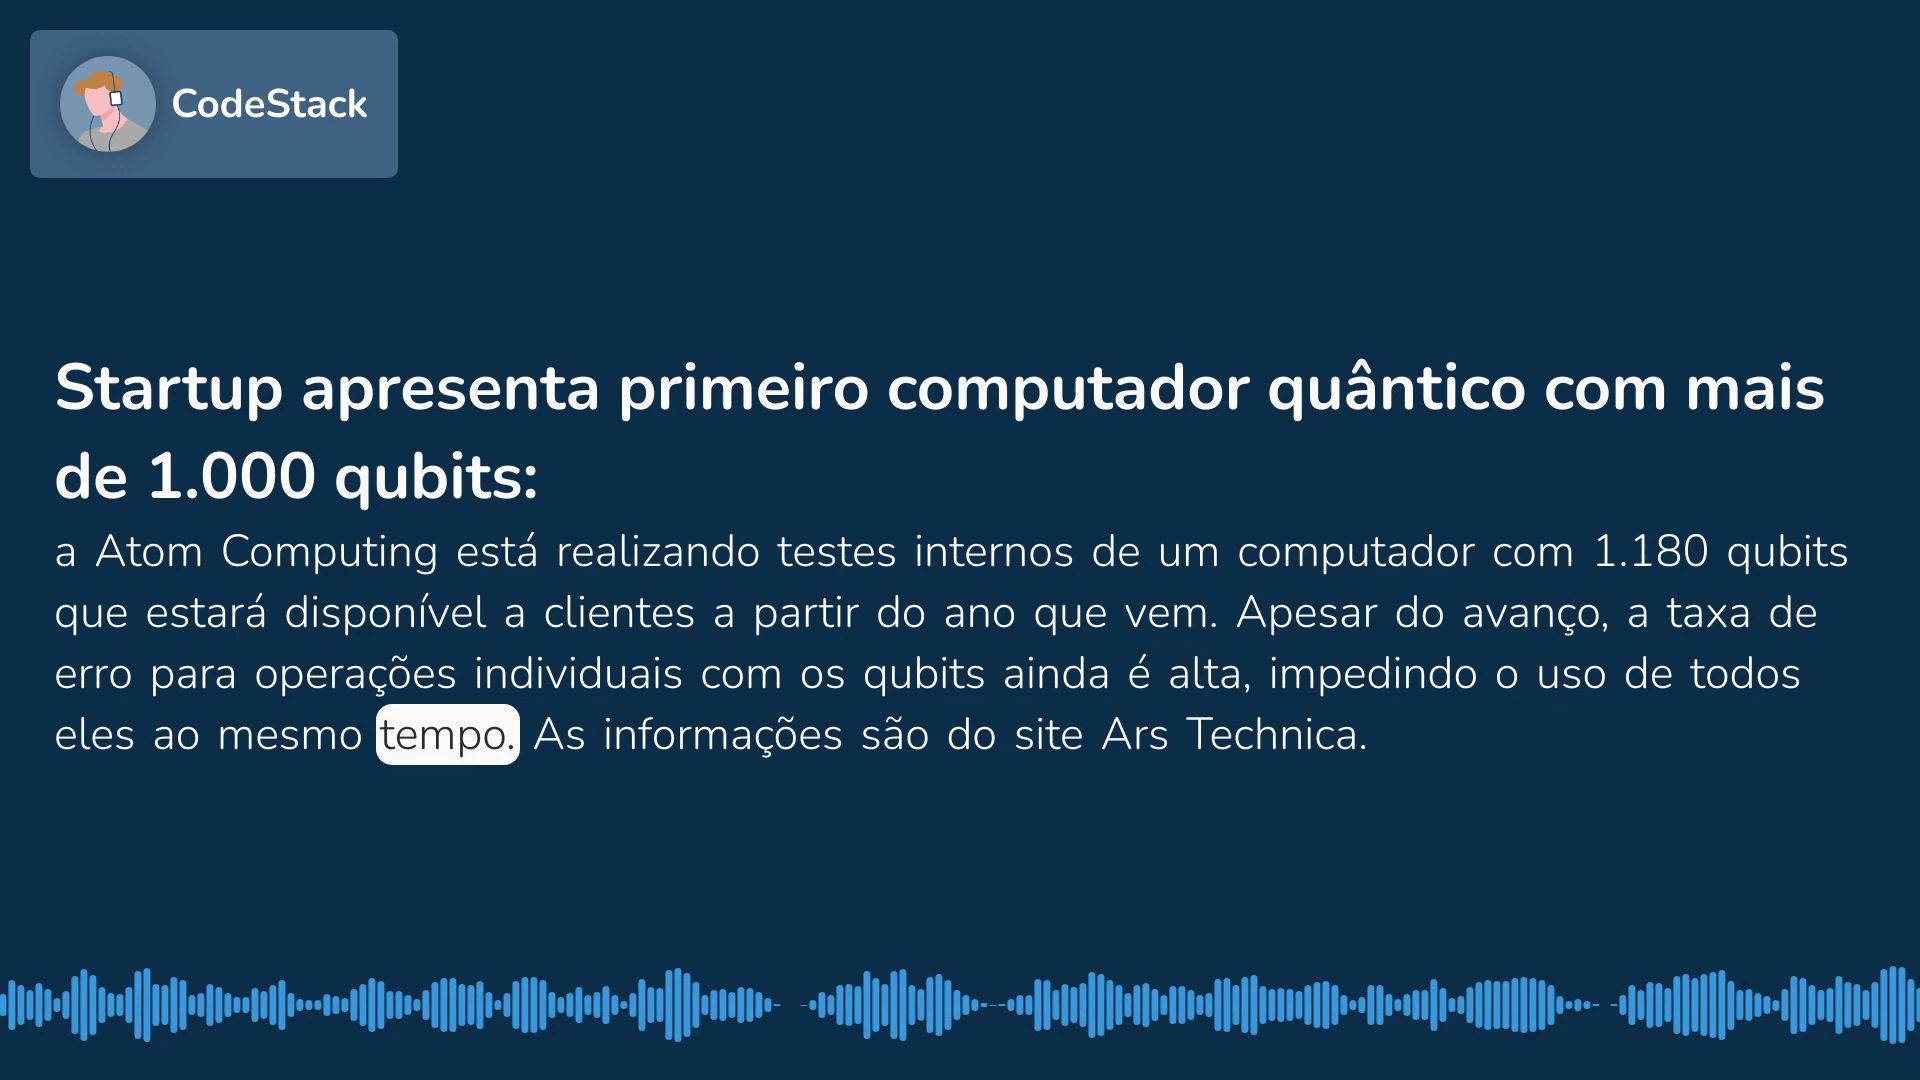 CodeStack
Startup apresenta primeiro computador quântico com mais
de 1.000 qubits:
a Atom Computing está realizando testes internos de um computador com 1.180 qubits
que estará disponível a clientes a partir do ano que vem. Apesar do avanço, a taxa de
erro para operações individuais com os qubits ainda é alta, impedindo o uso de todos
eles ao mesmo tempo. As informações são do site Ars Technica.